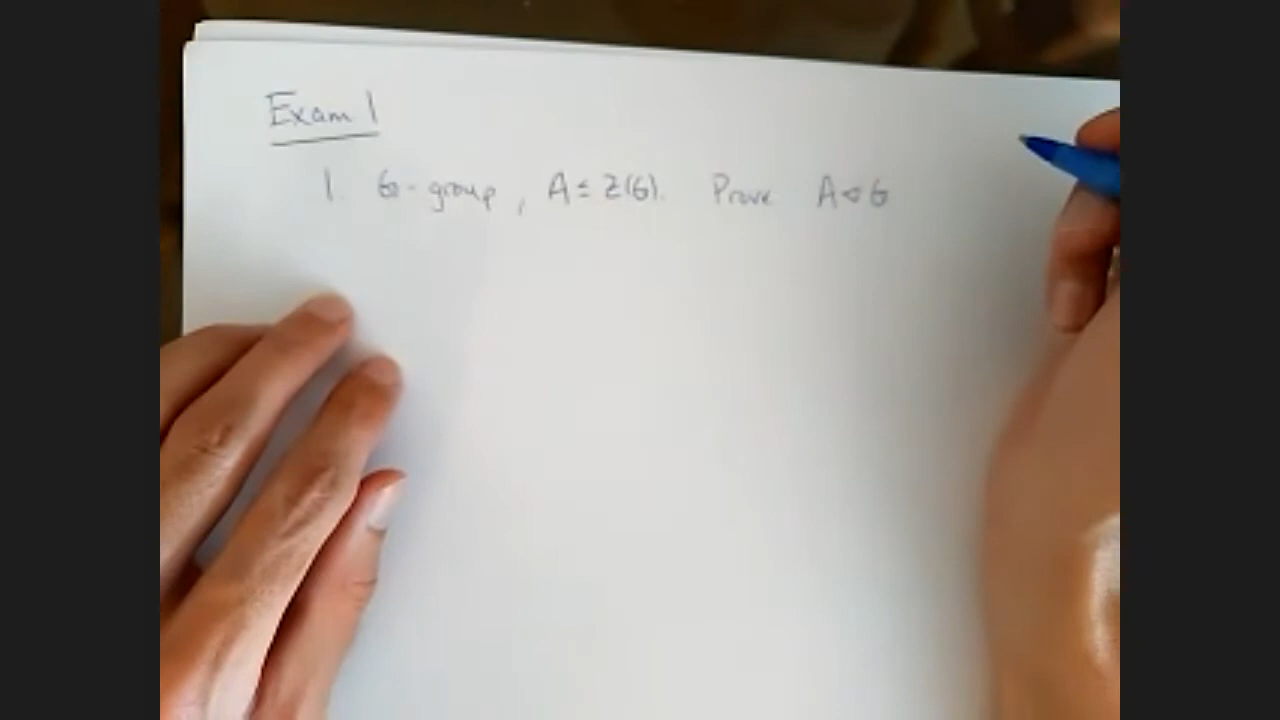 Exam 1
1. G-group, A ≤ Z(G). Prove A ⊲ G